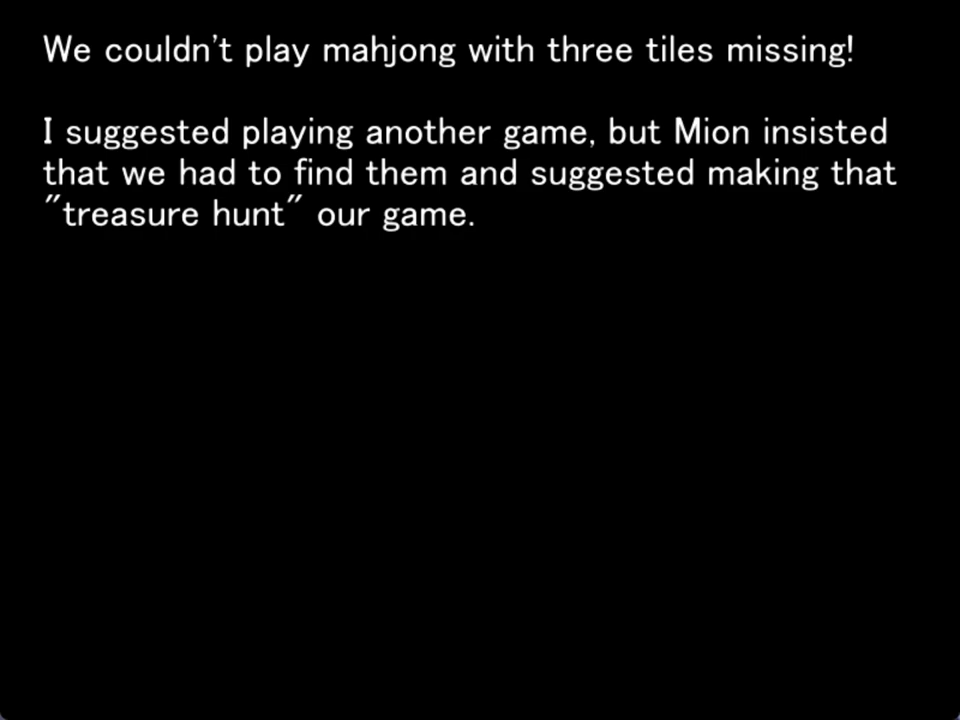 We couldn't play mahjong with three tiles missing!
I suggested playing another game, but Mion insisted
that we had to find them and suggested making that
"treasure hunt" our game.